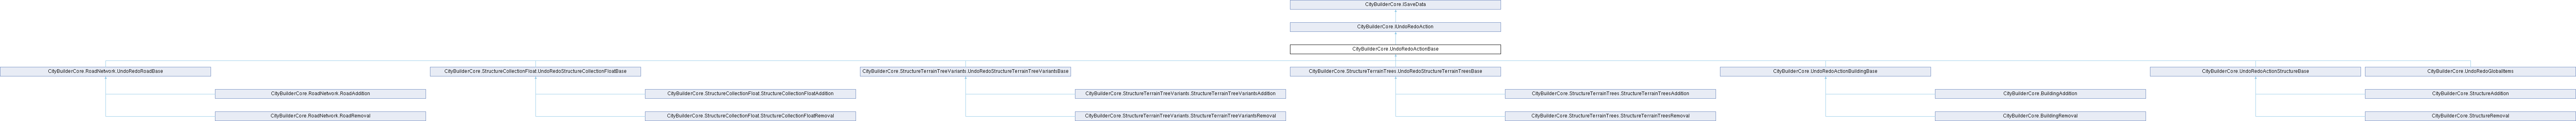 CityBuilderCore.ISaveData
CityBuilderCore.IUndoRedoAction
CityBuilderCore.UndoRedoActionBase
CityBuilderCore.RoadNetwork.UndoRedoRoadBase
CityBuilderCore.StructureCollectionFloat.UndoRedoStructureCollectionFloatBase
CityBuilderCore.StructureTerrainTreeVariants.UndoRedoStructureTerrainTreeVariantsBase
CityBuilderCore.StructureTerrainTrees.UndoRedoStructureTerrainTreesBase
CityBuilderCore.UndoRedoActionBuildingBase
CityBuilderCore.UndoRedoActionStructureBase
CityBuilderCore.UndoRedoGlobalItems
CityBuilderCore.RoadNetwork.RoadAddition
CityBuilderCore.StructureCollectionFloat.StructureCollectionFloatAddition
CityBuilderCore.StructureTerrainTreeVariants.StructureTerrainTreeVariantsAddition
CityBuilderCore.StructureTerrainTrees.StructureTerrainTreesAddition
CityBuilderCore.BuildingAddition
CityBuilderCore.StructureAddition
CityBuilderCore.RoadNetwork.RoadRemoval
CityBuilderCore.StructureCollectionFloat.StructureCollectionFloatRemoval
CityBuilderCore.StructureTerrainTreeVariants.StructureTerrainTreeVariantsRemoval
CityBuilderCore.StructureTerrainTrees.StructureTerrainTreesRemoval
CityBuilderCore.BuildingRemoval
CityBuilderCore.StructureRemoval